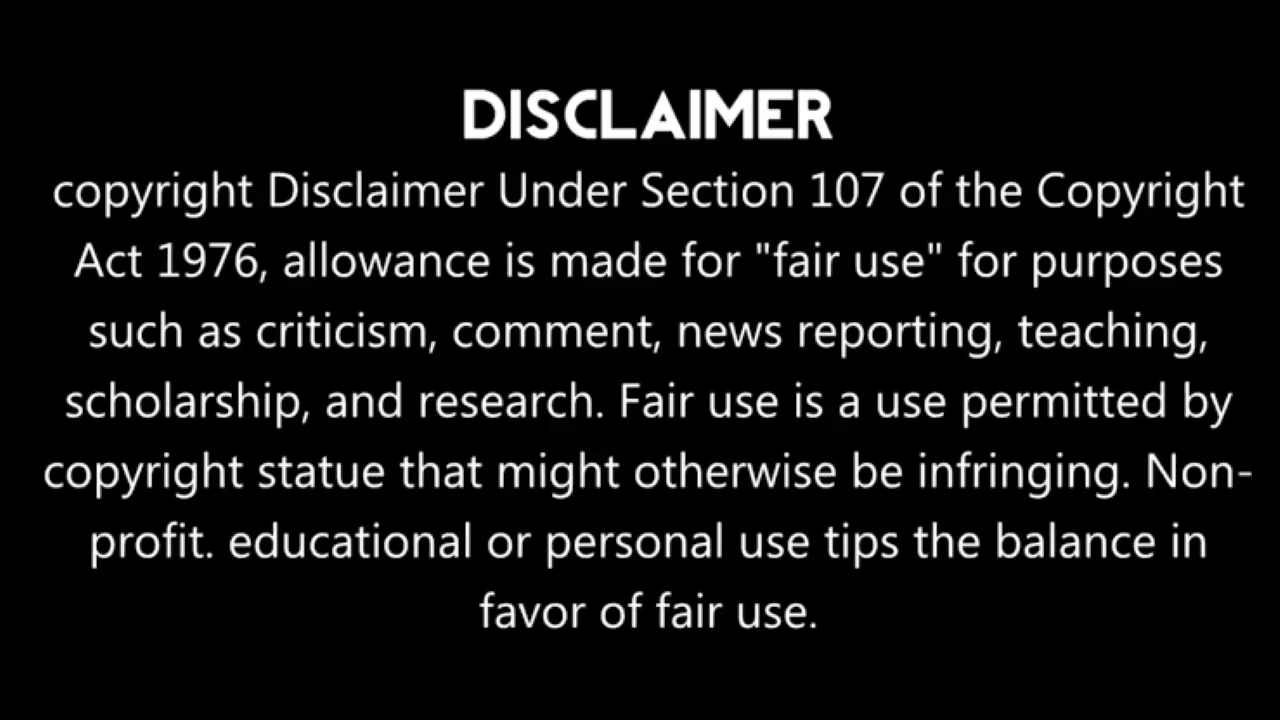 DISCLAIMER
copyright Disclaimer Under Section 107 of the Copyright
Act 1976, allowance is made for "fair use" for purposes
such as criticism, comment, news reporting, teaching,
scholarship, and research. Fair use is a use permitted by
copyright statue that might otherwise be infringing. Non-
profit. educational or personal use tips the balance in
favor of fair use.